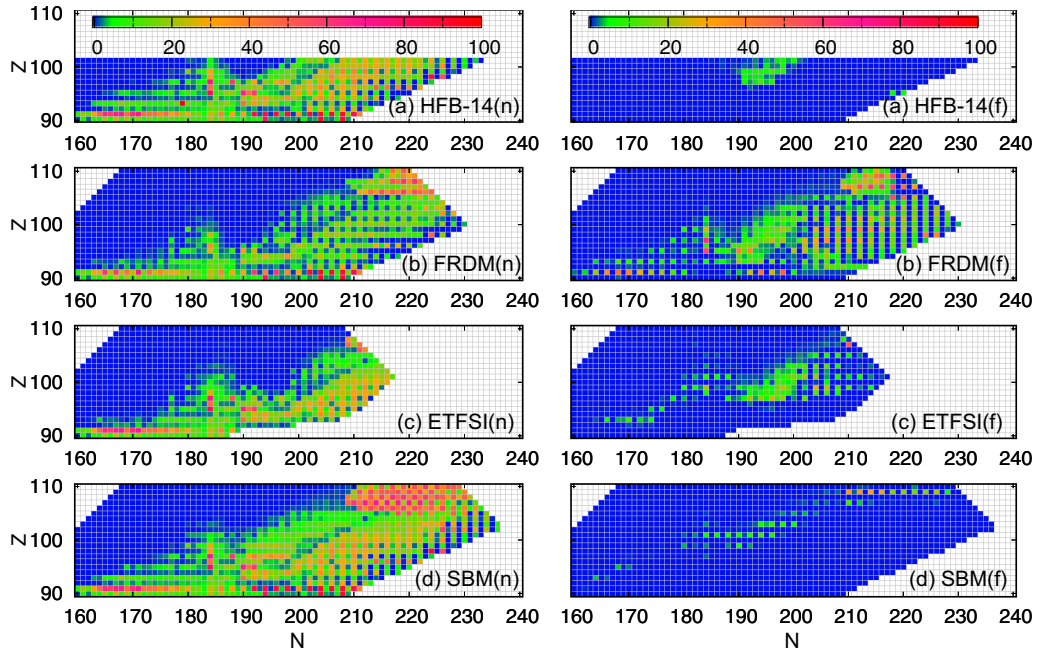 110
0 20 40 60 80 100
Z 100
(a) HFB-14(n)
90
160 170 180 190 200 210 220 230 240
0 20 40 60 80 100
(a) HFB-14(f)
160 170 180 190 200 210 220 230 240
110
Z 100
(b) FRDM(n)
90
160 170 180 190 200 210 220 230 240
(b) FRDM(f)
160 170 180 190 200 210 220 230 240
110
Z 100
(c) ETFSI(n)
90
160 170 180 190 200 210 220 230 240
(c) ETFSI(f)
160 170 180 190 200 210 220 230 240
110
Z 100
(d) SBM(n)
90
160 170 180 190 200 210 220 230 240
N
(d) SBM(f)
160 170 180 190 200 210 220 230 240
N